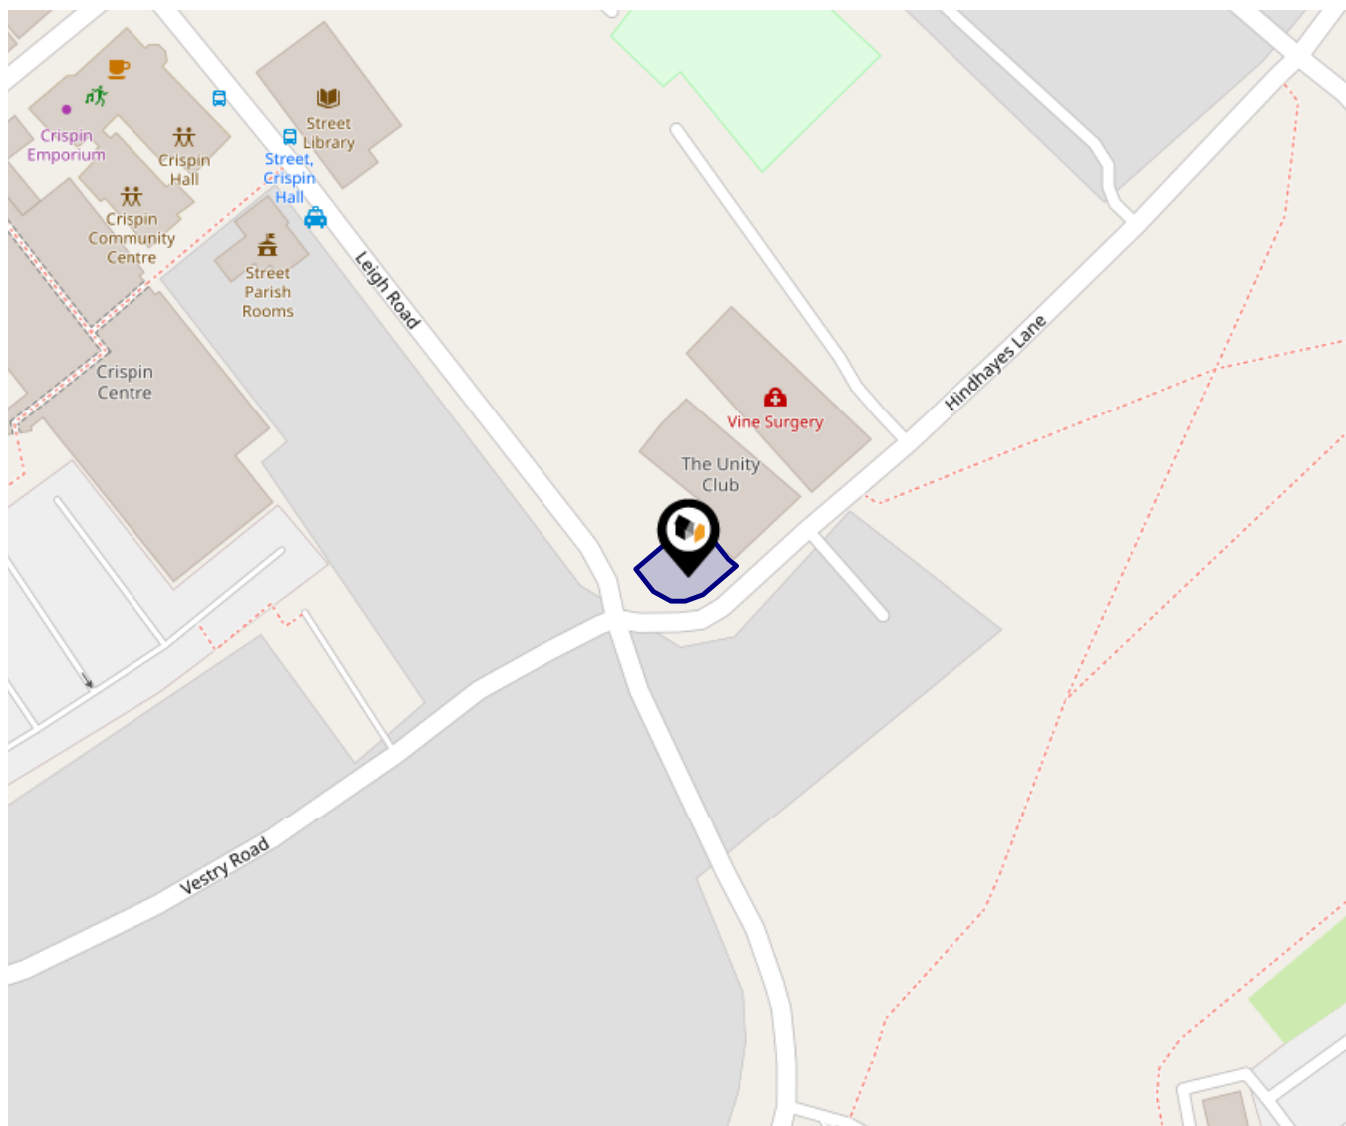 Street
Library
Crispin
Emporium
Crispin
Hall
Street,
Crispin
Hall
Crispin
Community
Centre
Street
Parish
Rooms
Leigh Road
Crispin
Centre
Hindhayes Lane
Vine Surgery
The Unity
Club
Vestry Road